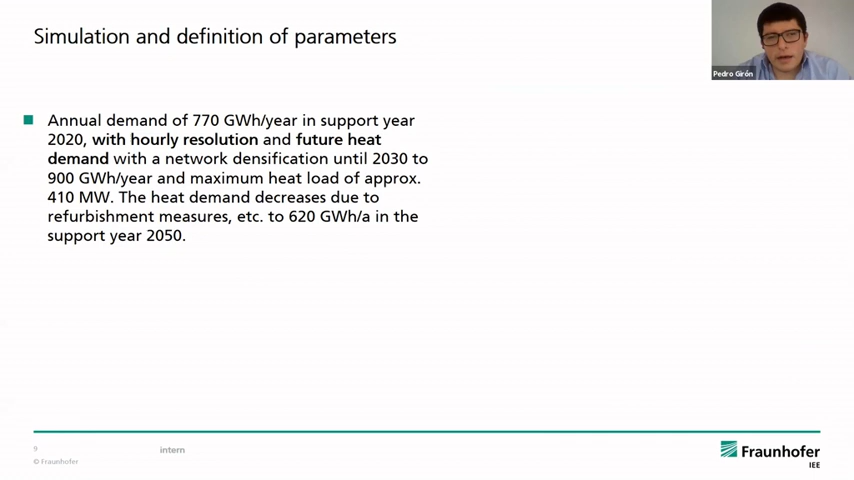 Simulation and definition of parameters
Pedro Girón
Annual demand of 770 GWh/year in support year
2020, with hourly resolution and future heat
demand with a network densification until 2030 to
900 GWh/year and maximum heat load of approx.
410 MW. The heat demand decreases due to
refurbishment measures, etc. to 620 GWh/a in the
support year 2050.
9
intern
© Fraunhofer
Fraunhofer
IEE